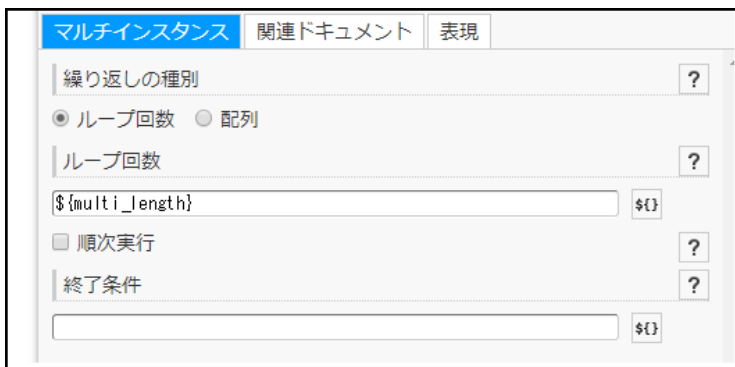 マルチインスタンス 関連ドキュメント 表現
繰り返しの種別 ?
ループ回数 配列
ループ回数 ?
${multi_length} ${}
順次実行 ?
終了条件 ?
${}